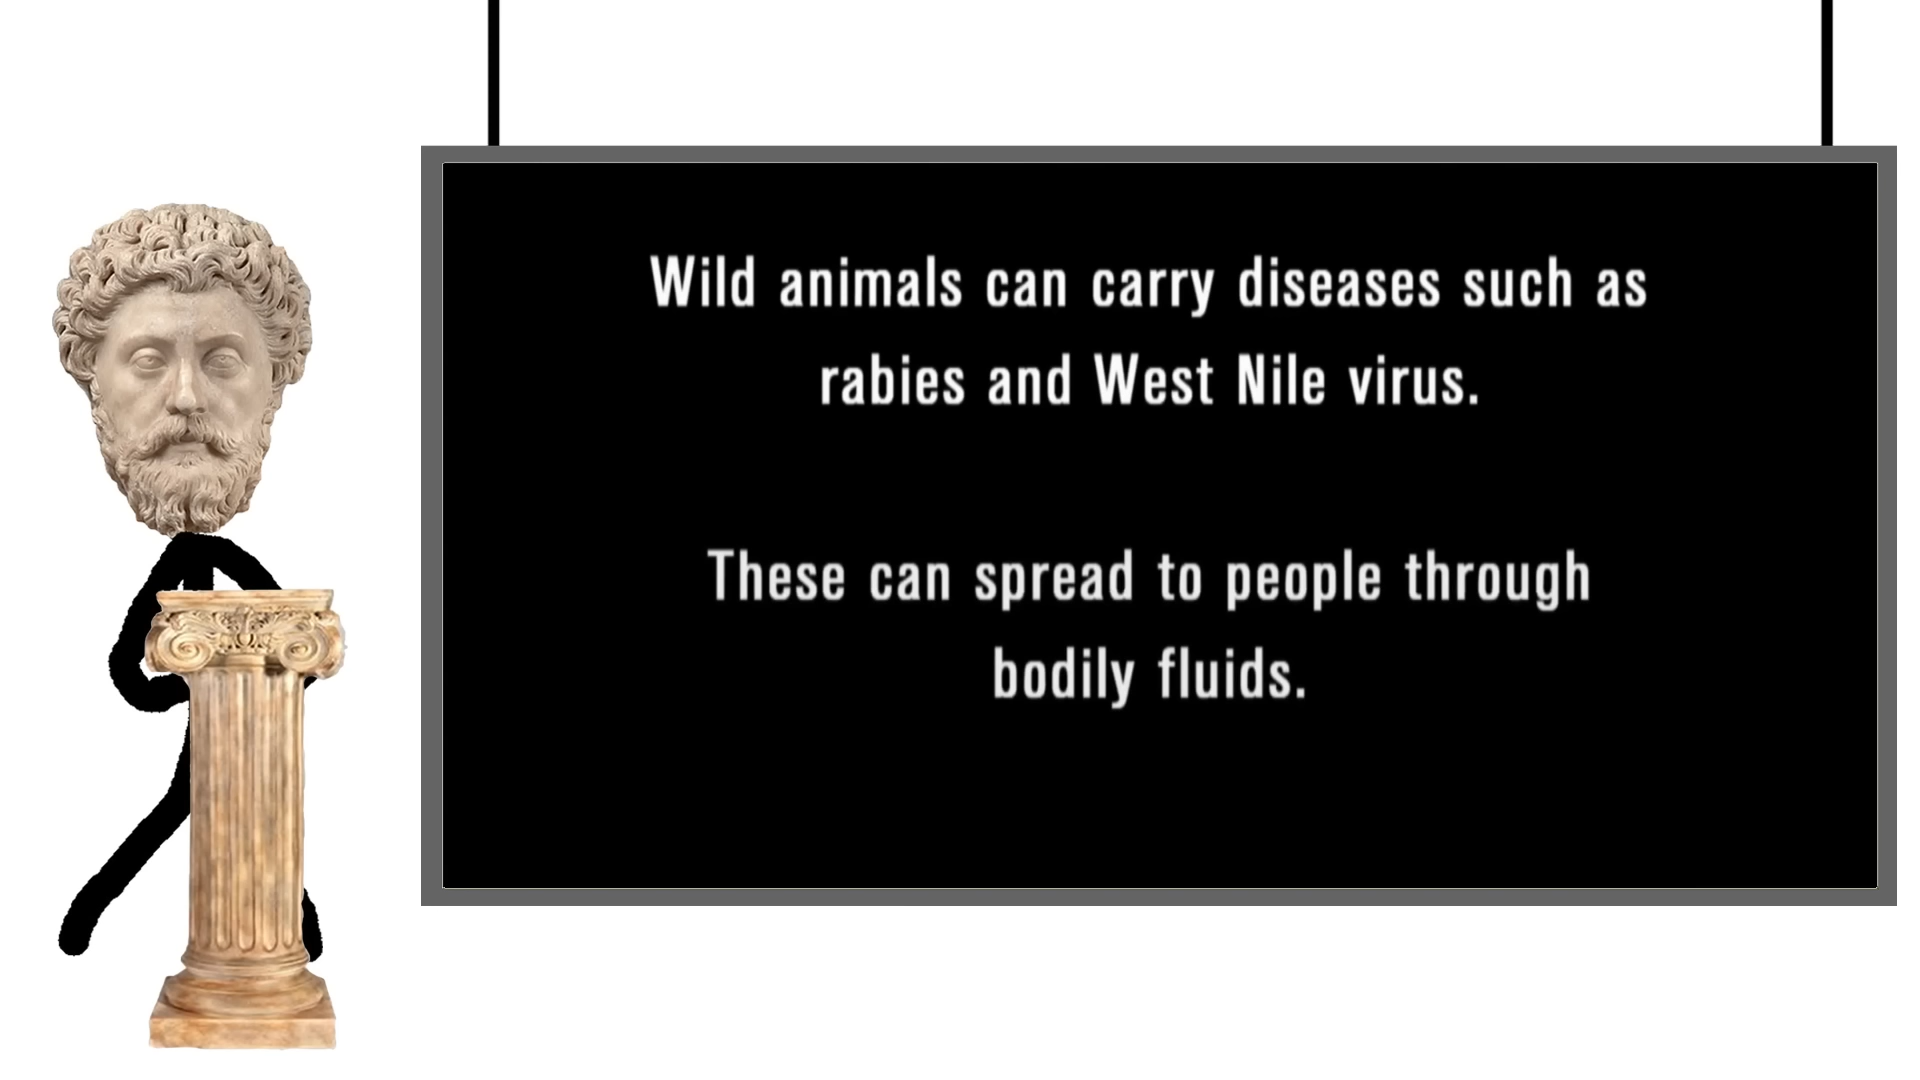 Wild animals can carry diseases such as
rabies and West Nile virus.
These can spread to people through
bodily fluids.